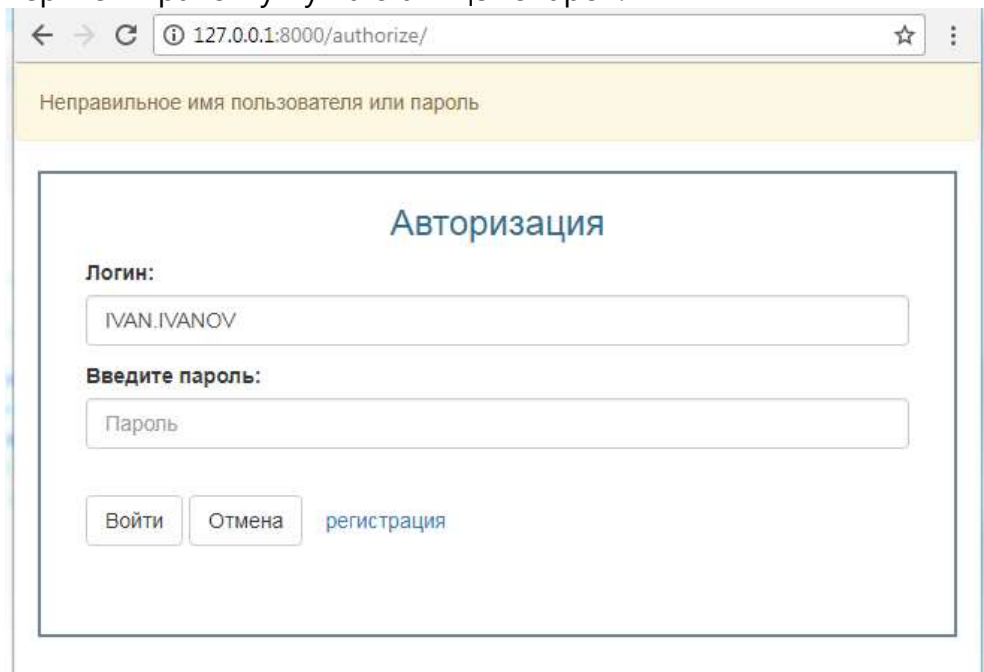 127.0.0.1:8000/authorize/
Неправильное имя пользователя или пароль
Авторизация
Логин:
IVAN.IVANOV
Введите пароль:
Пароль
Войти Отмена регистрация